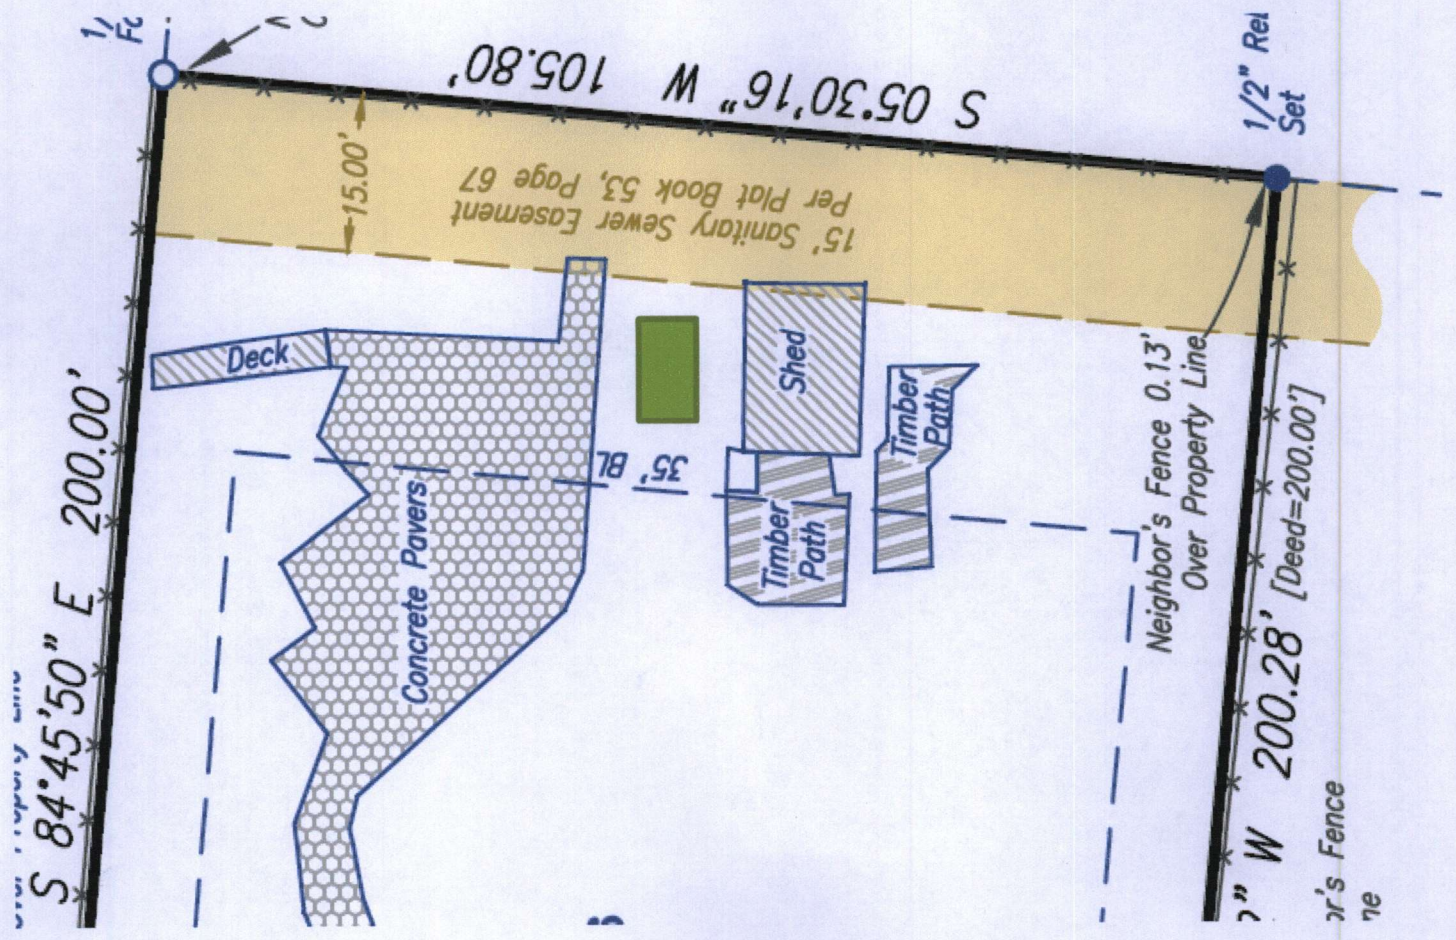 S 05°30'16" W 105.80'
1/2" Rel
Set
15.00'
15' Sanitary Sewer Easement
Per Plat Book 53, Page 67
Deck
Shed
Timber
Path
35' BL
Timber
Path
Concrete Pavers
Neighbor's Fence 0.13'
Over Property Line
S 84°45'50" E 200.00'
W 200.28' [Deed=200.00']